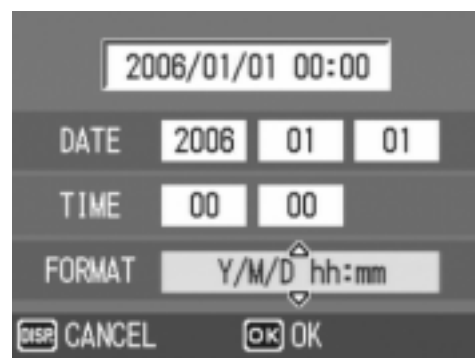 2006/01/01 00:00
DATE 2006 01 01
TIME 00 00
FORMAT Y/M/D hh:mm
DISP. CANCEL OK OK